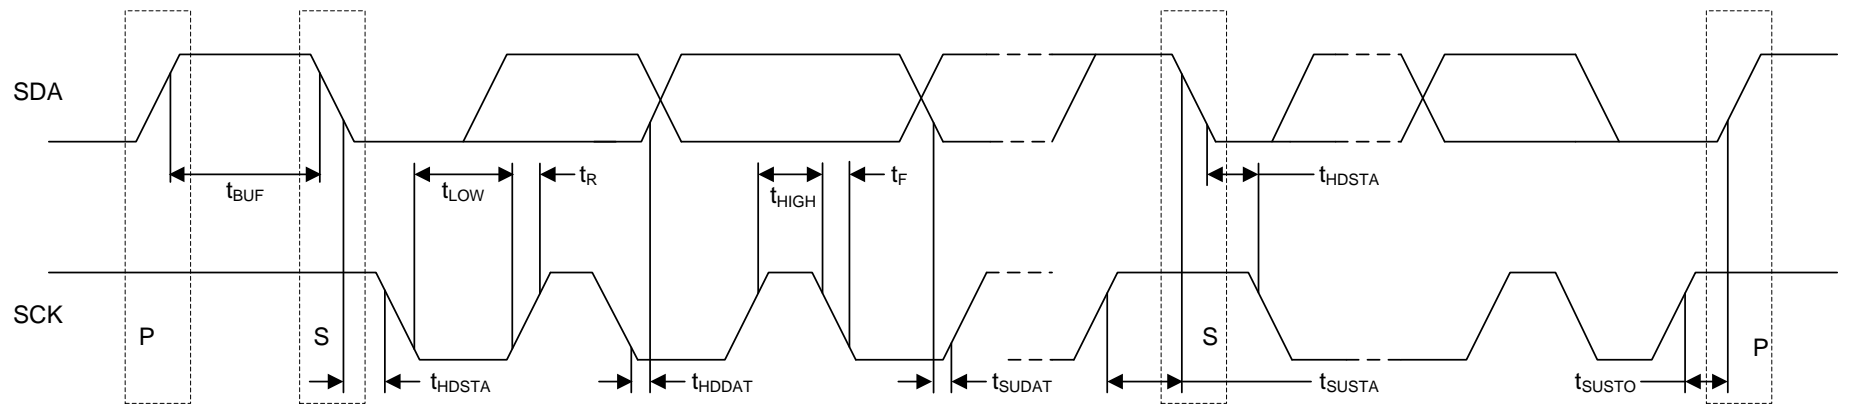 SDA
tBUF
tLOW
tR
tHIGH
tF
tHDSTA
SCK
P
S
S
P
tHDSTA
tHDDAT
tSUDAT
tSUSTA
tSUSTO